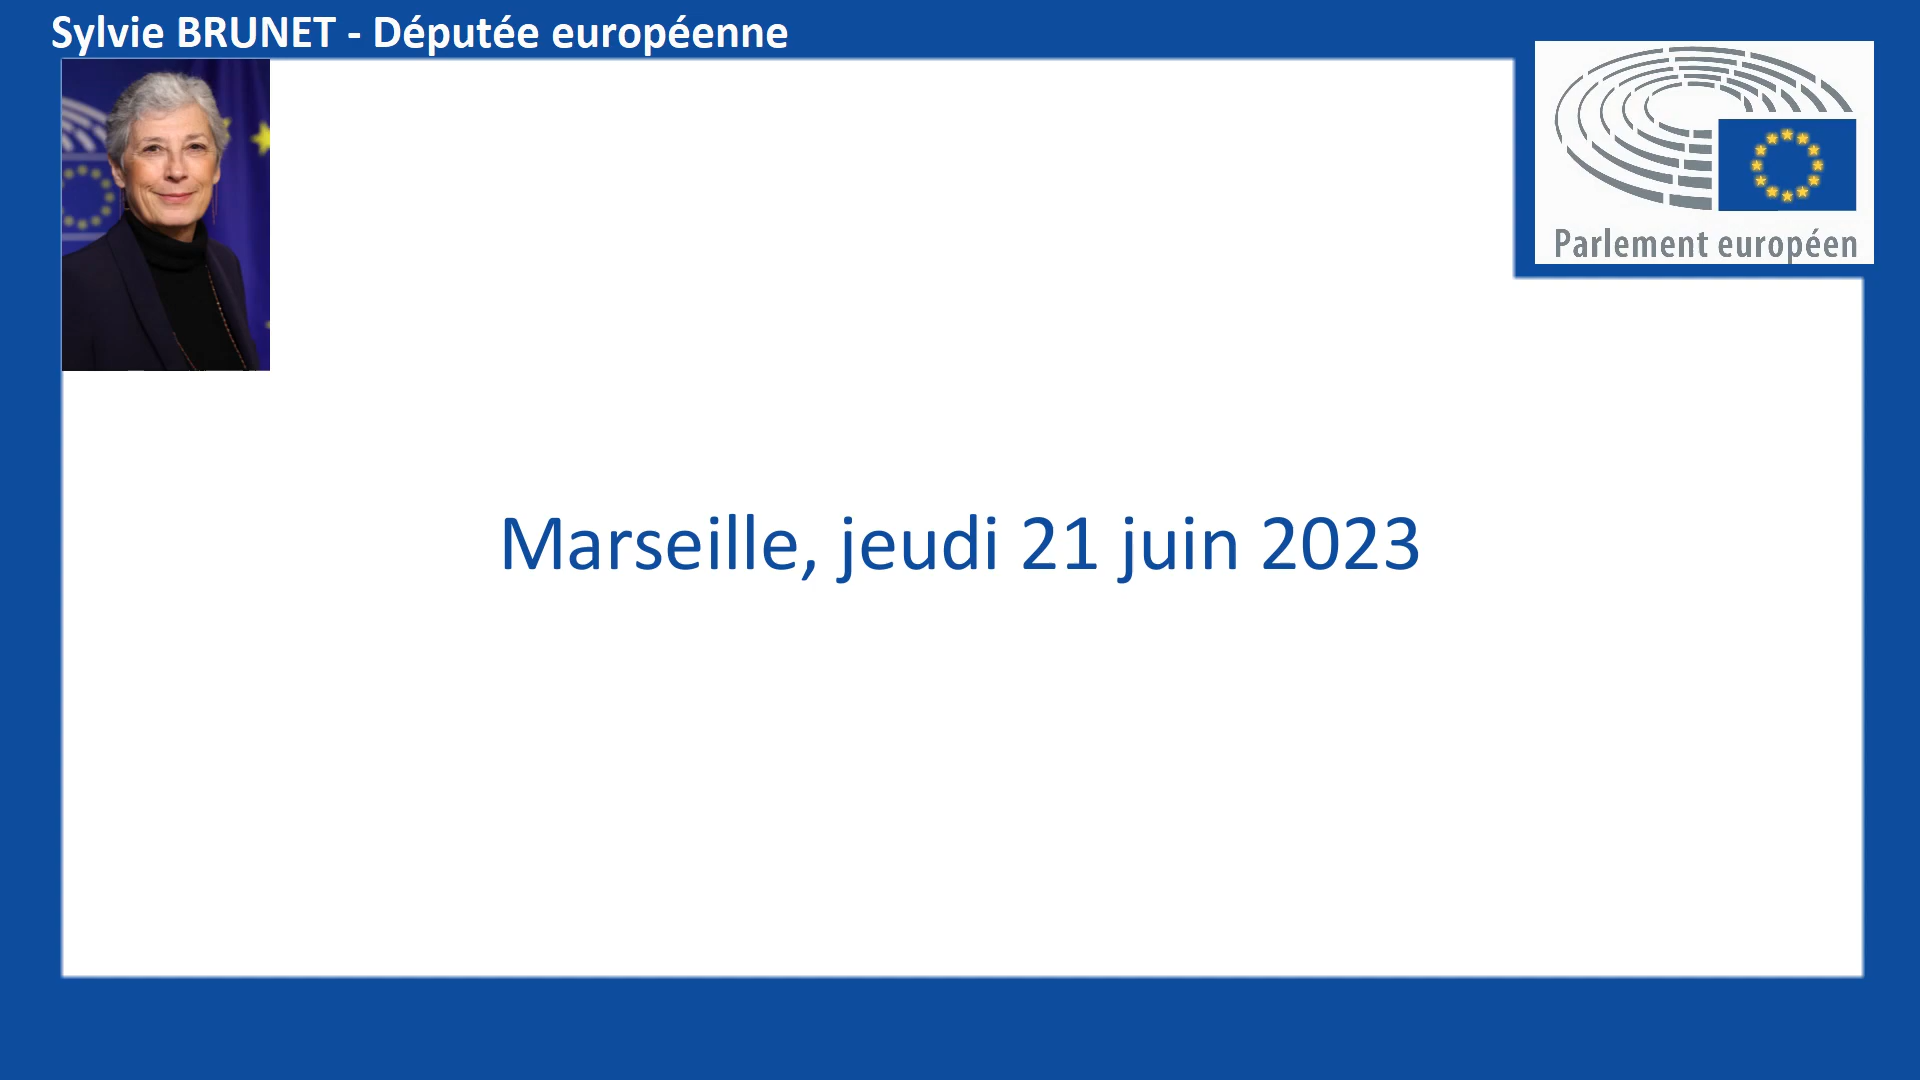 Sylvie BRUNET - Députée européenne
Parlement européen
Marseille, jeudi 21 juin 2023